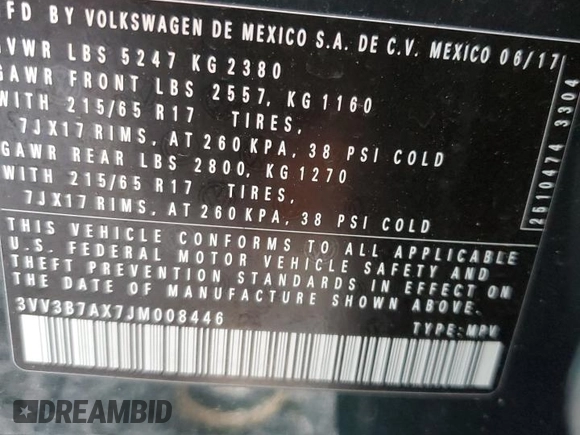 MFD BY VOLKSWAGEN DE MEXICO S.A. DE C.V. MEXICO 06/17
GVWR LBS 5247 KG 2380
GAWR FRONT LBS 2557, KG 1160
WITH 215/65 R17 TIRES,
7JX17 RIMS, AT 260 KPA, 38 PSI COLD
GAWR REAR LBS 2800, KG 1270
WITH 215/65 R17 TIRES,
7JX17 RIMS, AT 260 KPA, 38 PSI COLD
THIS VEHICLE CONFORMS TO ALL APPLICABLE
U.S. FEDERAL MOTOR VEHICLE SAFETY AND
THEFT PREVENTION STANDARDS IN EFFECT ON
THE DATE OF MANUFACTURE SHOWN ABOVE.
3VV3B7AX7JM008446
TYPE: MPV
2610474 3304
DREAMBID